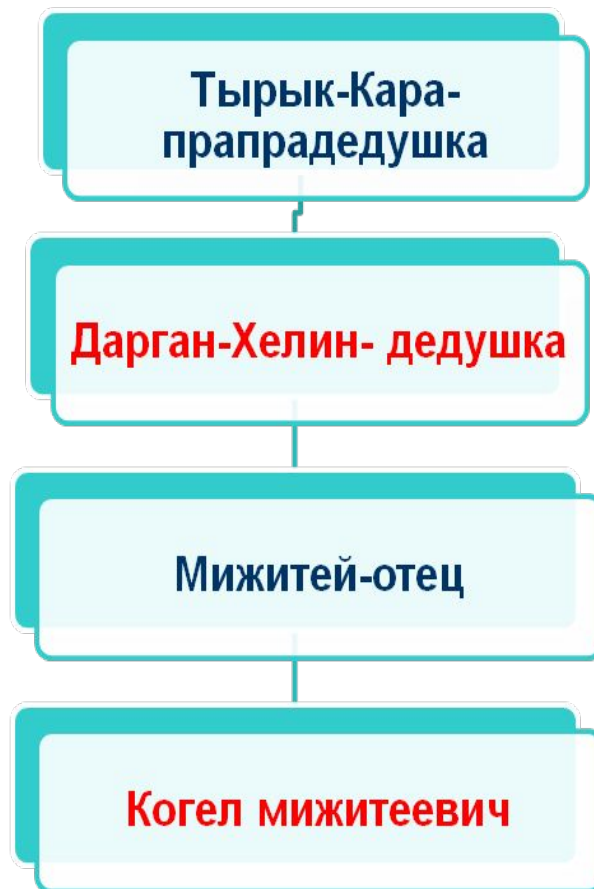 Тырык-Кара-
прапрадедушка
Дарган-Хелин- дедушка
Мижитей-отец
Когел мижитеевич